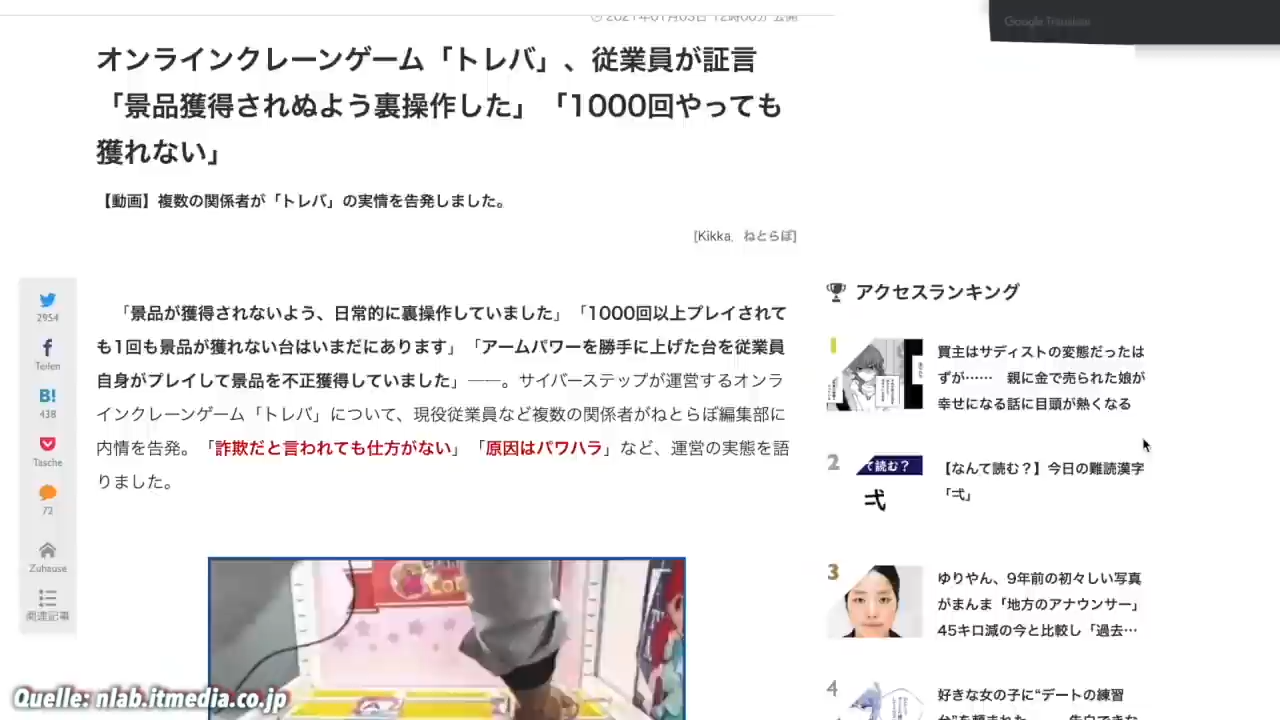 Google Translate
2021年01月03日 12時00分 公開
オンラインクレーンゲーム「トレバ」、従業員が証言
「景品獲得されぬよう裏操作した」「1000回やっても
獲れない」
【動画】複数の関係者が「トレバ」の実情を告発しました。
[Kikka, ねとらぼ]
2954
Teilen
438
Tasche
72
Zuhause
関連記事
「景品が獲得されないよう、日常的に裏操作していました」「1000回以上プレイされて
も1回も景品が獲れない台はいまだにあります」「アームパワーを勝手に上げた台を従業員
自身がプレイして景品を不正獲得していました」――。サイバーステップが運営するオンラ
インクレーンゲーム「トレバ」について、現役従業員など複数の関係者がねとらぼ編集部に
内情を告発。「詐欺だと言われても仕方がない」「原因はパワハラ」など、運営の実態を語
りました。
アクセスランキング
1
買主はサディストの変態だったは
ずが…… 親に金で売られた娘が
幸せになる話に目頭が熱くなる
2
て読む?
弌
【なんて読む?】今日の難読漢字
「弌」
3
ゆりやん、9年前の初々しい写真
がまんま「地方のアナウンサー」
45キロ減の今と比較し「過去…
4
好きな女の子に“デートの練習
Quelle: nlab.itmedia.co.jp